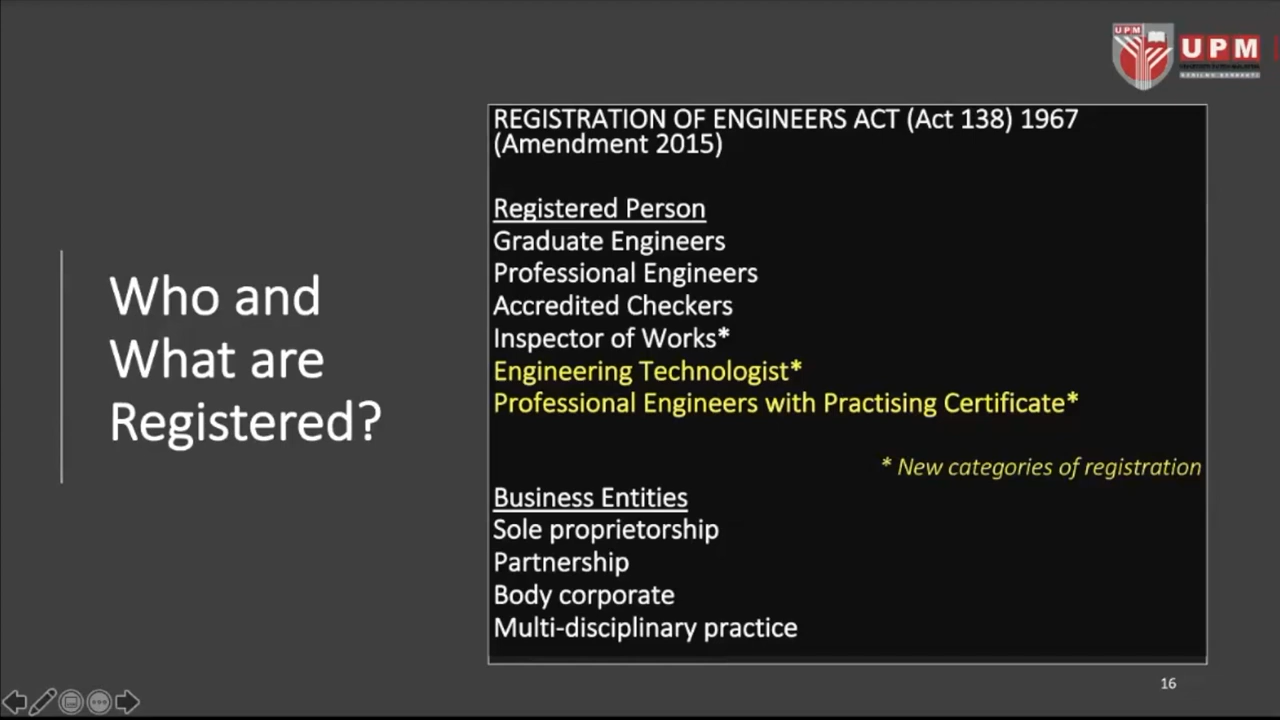 UPM
UPM
Who and
What are
Registered?
REGISTRATION OF ENGINEERS ACT (Act 138) 1967
(Amendment 2015)
Registered Person
Graduate Engineers
Professional Engineers
Accredited Checkers
Inspector of Works*
Engineering Technologist*
Professional Engineers with Practising Certificate*
* New categories of registration
Business Entities
Sole proprietorship
Partnership
Body corporate
Multi-disciplinary practice
16